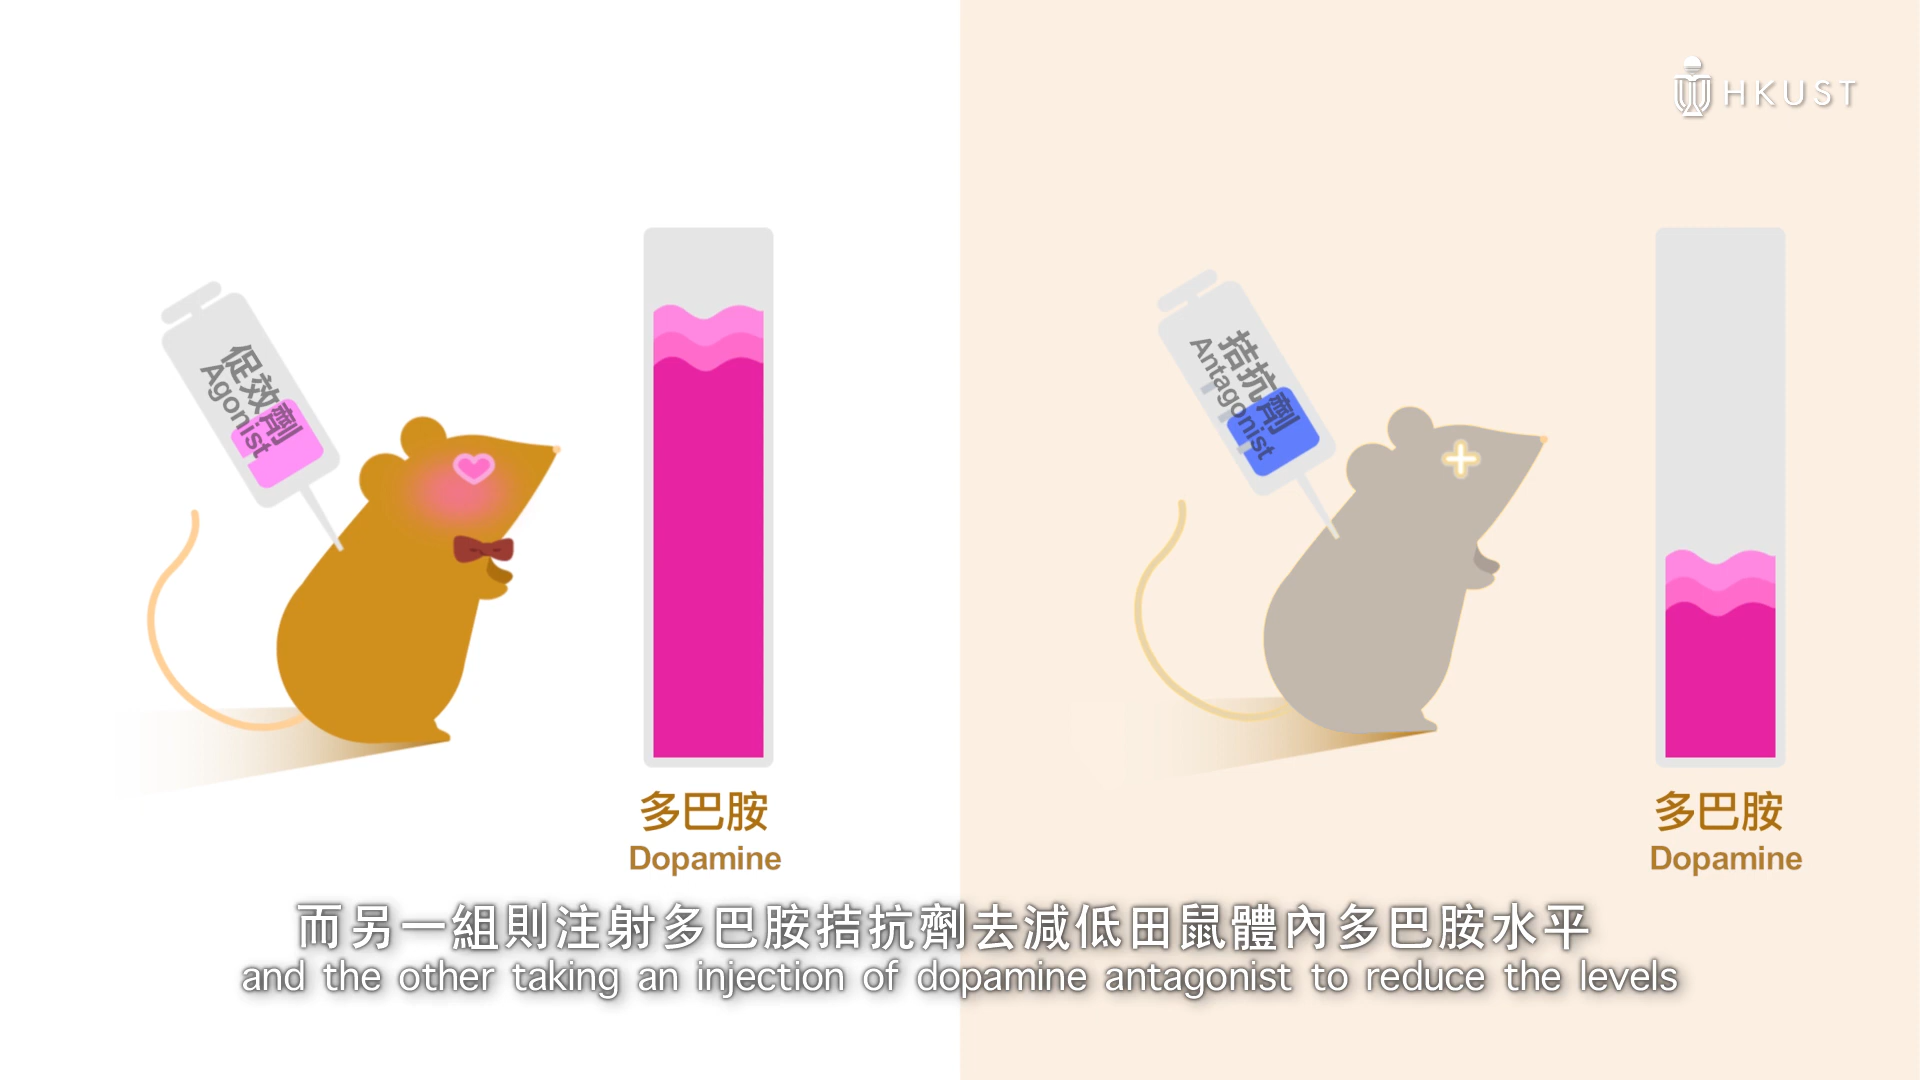 HKUST
促效劑
Agonist
拮抗劑
Antagonist
多巴胺
Dopamine
多巴胺
Dopamine
而另一組則注射多巴胺拮抗劑去減低田鼠體內多巴胺水平
and the other taking an injection of dopamine antagonist to reduce the levels